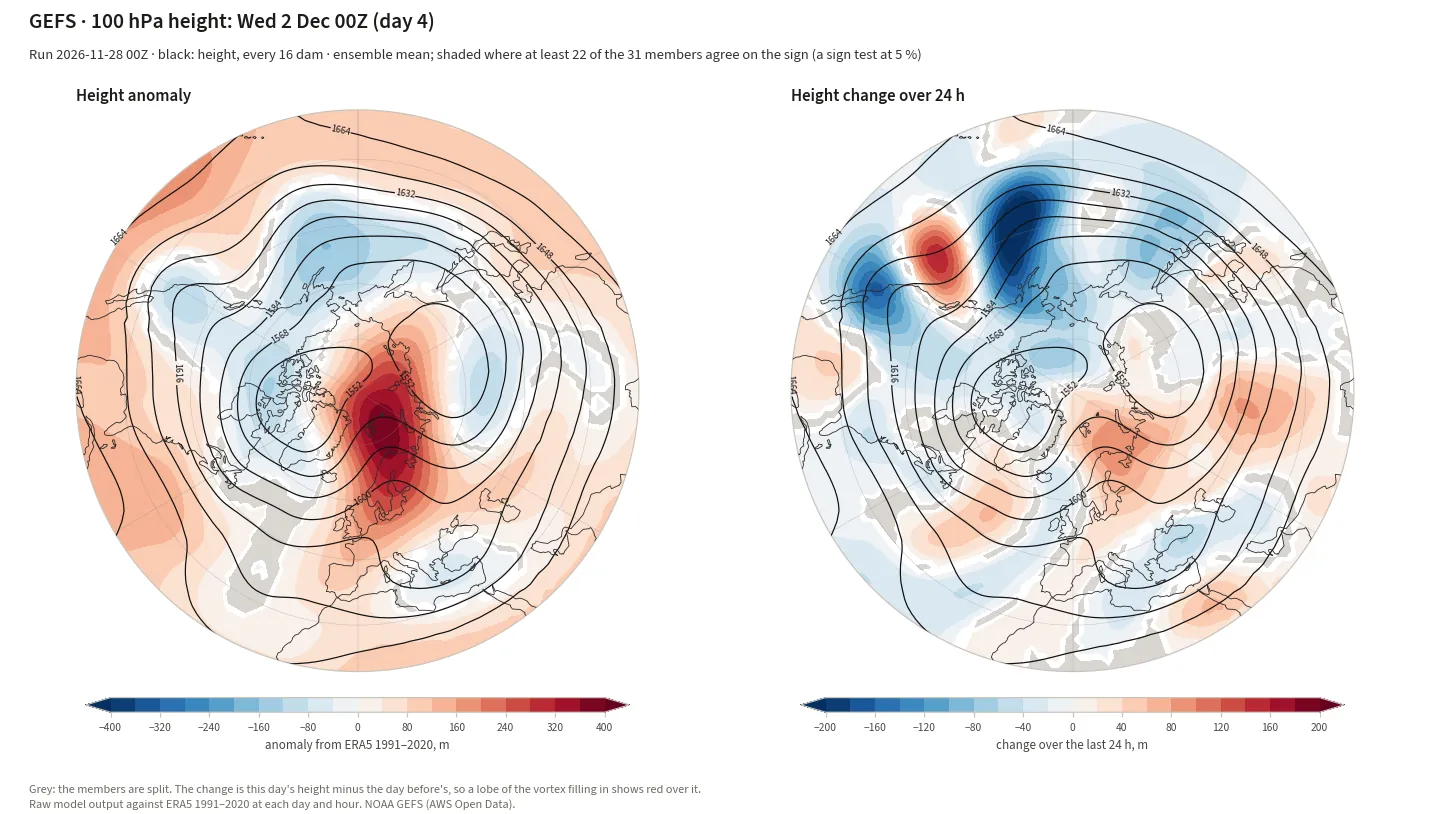 GEFS · 100 hPa height: Wed 2 Dec 00Z (day 4)
Run 2026-11-28 00Z · black: height, every 16 dam · ensemble mean; shaded where at least 22 of the 31 members agree on the sign (a sign test at 5 %)
Height anomaly
Height change over 24 h
1664
1632
1664
1648
1584
1568
1616
1552
1600
1664
1664
1632
1664
1648
1584
1568
1616
1552
1552
1600
1664
−400 −320 −240 −160 −80 0 80 160 240 320 400
anomaly from ERA5 1991–2020, m
−200 −160 −120 −80 −40 0 40 80 120 160 200
change over the last 24 h, m
Grey: the members are split. The change is this day's height minus the day before's, so a lobe of the vortex filling in shows red over it.
Raw model output against ERA5 1991–2020 at each day and hour. NOAA GEFS (AWS Open Data).